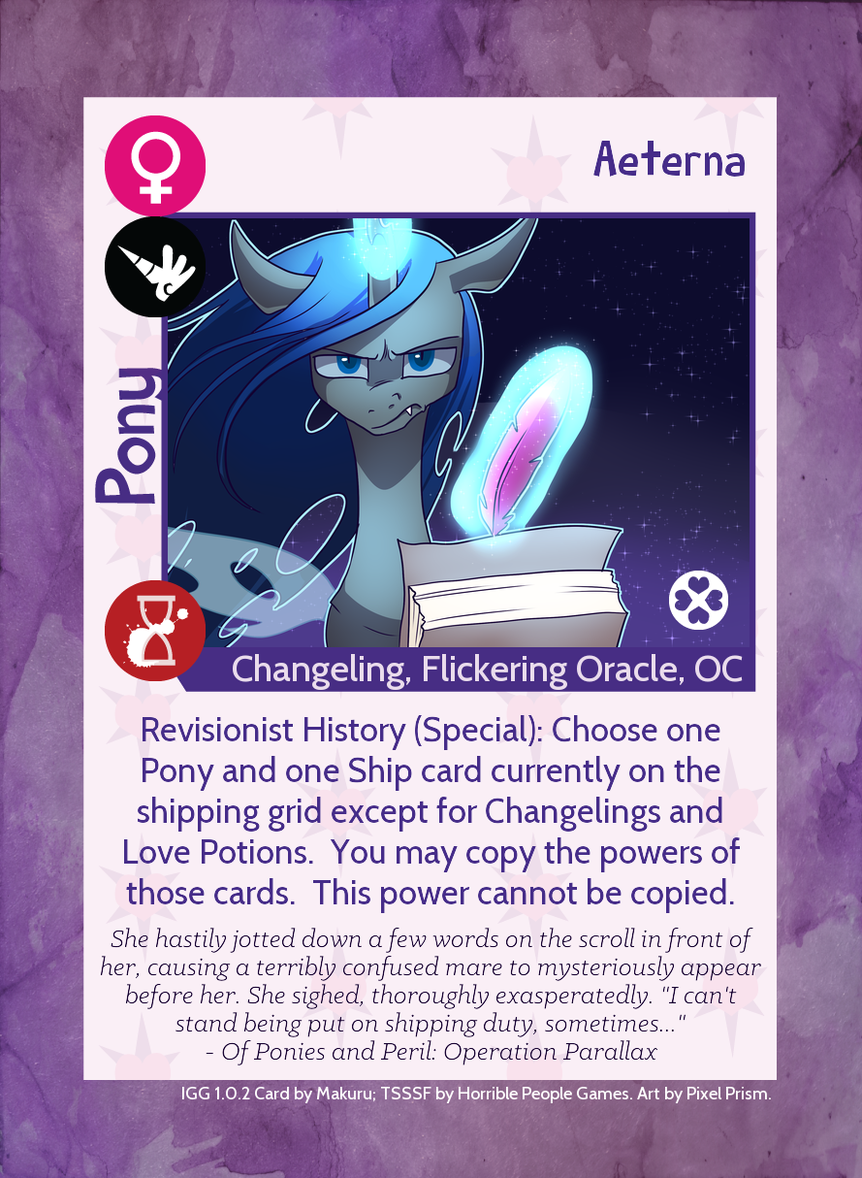 Aeterna
Pony
Changeling, Flickering Oracle, OC
Revisionist History (Special): Choose one
Pony and one Ship card currently on the
shipping grid except for Changelings and
Love Potions.  You may copy the powers of
those cards.  This power cannot be copied.
She hastily jotted down a few words on the scroll in front of
her, causing a terribly confused mare to mysteriously appear
before her. She sighed, thoroughly exasperatedly. "I can't
stand being put on shipping duty, sometimes..."
- Of Ponies and Peril: Operation Parallax
IGG 1.0.2 Card by Makuru; TSSSF by Horrible People Games. Art by Pixel Prism.